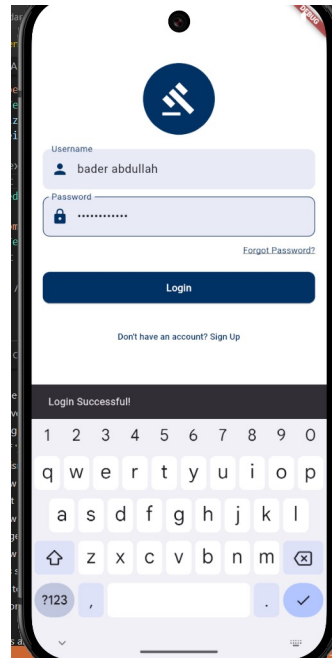 DEBUG
Username
bader abdullah
Password
••••••••••••
Forgot Password?
Login
Don't have an account? Sign Up
Login Successful!
1 2 3 4 5 6 7 8 9 0
q w e r t y u i o p
a s d f g h j k l
z x c v b n m
?123 , .